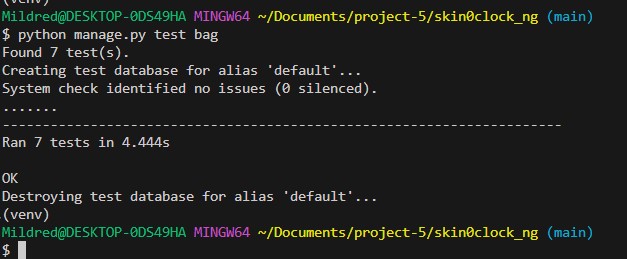 (venv)
Mildred@DESKTOP-0DS49HA MINGW64 ~/Documents/project-5/skin0clock_ng (main)
$ python manage.py test bag
Found 7 test(s).
Creating test database for alias 'default'...
System check identified no issues (0 silenced).
.......
----------------------------------------------------------------------
Ran 7 tests in 4.444s
OK
Destroying test database for alias 'default'...
(venv)
Mildred@DESKTOP-0DS49HA MINGW64 ~/Documents/project-5/skin0clock_ng (main)
$